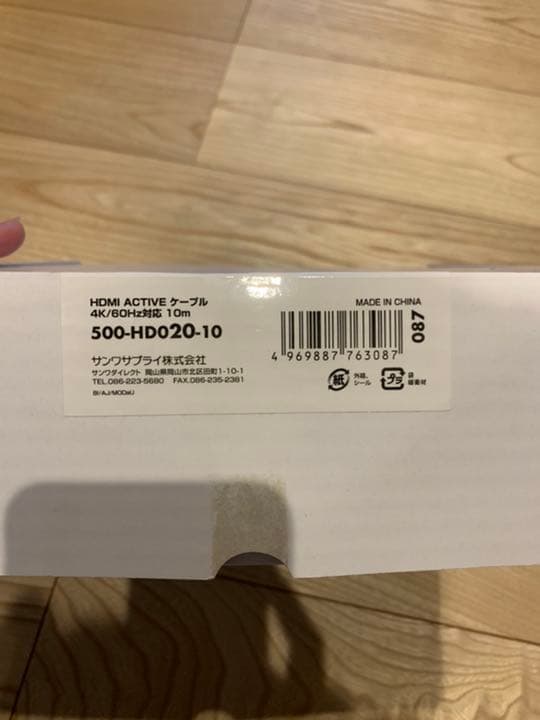 HDMI ACTIVE ケーブル
4K/60Hz対応 10m
500-HD020-10
サンワサプライ株式会社
サンワダイレクト 岡山県岡山市北区田町1-10-1
TEL.086-223-5680 FAX.086-235-2381
BI/AJ/MODaU
MADE IN CHINA
4 969887 763087
087
紙
外箱、
シール
プラ
袋
緩衝材